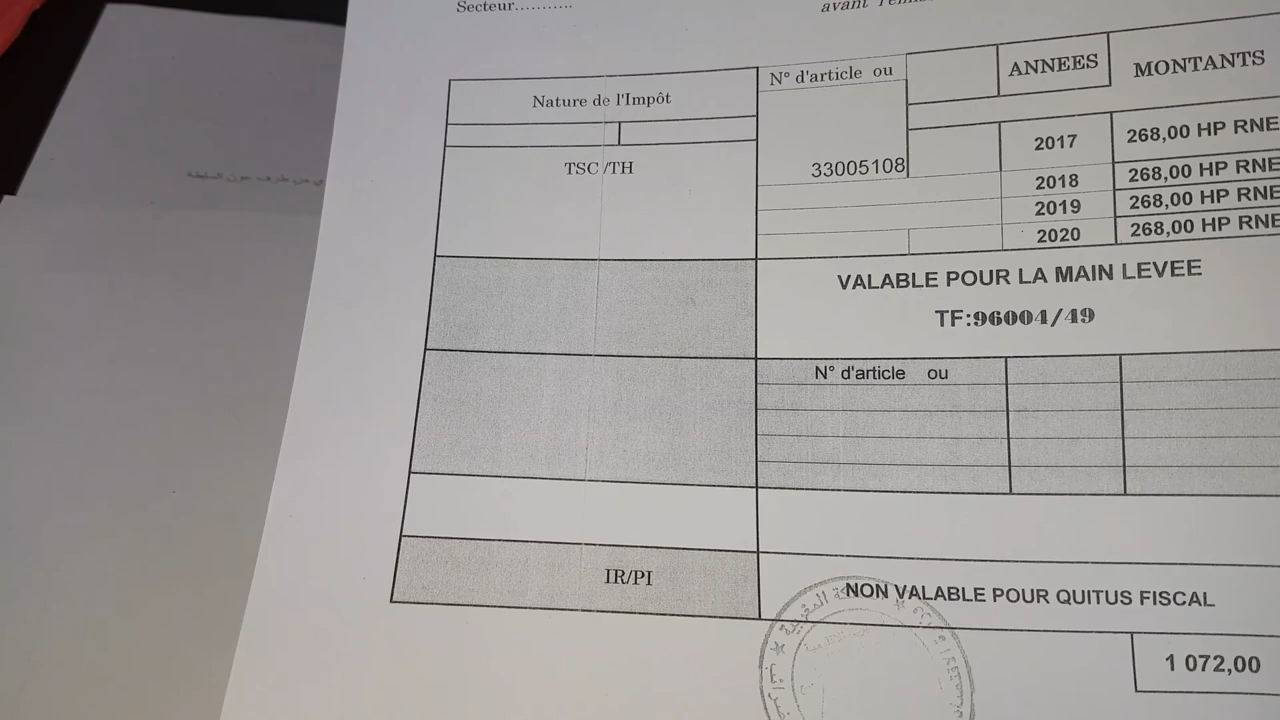 Secteur..........
avant
N° d'article ou
ANNEES
MONTANTS
Nature de l'Impôt
TSC /TH
33005108
2017
268,00 HP RNE
2018
268,00 HP RNE
2019
268,00 HP RNE
2020
268,00 HP RNE
VALABLE POUR LA MAIN LEVEE
TF:96004/49
N° d'article ou
IR/PI
NON VALABLE POUR QUITUS FISCAL
1 072,00